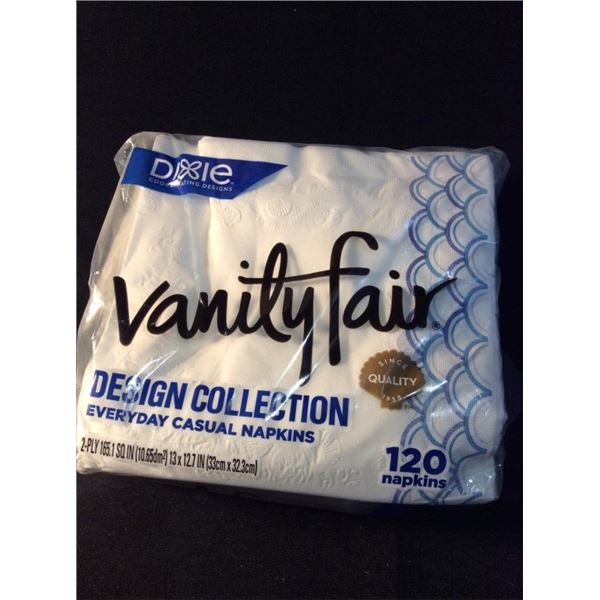 DIXIE
COORDINATING DESIGNS
vanity fair®
SINCE
QUALITY
1955
DESIGN COLLECTION
EVERYDAY CASUAL NAPKINS
2-PLY 165.1 SQ IN (10.65dm²) 13 x 12.7 IN (33cm x 32.3cm)
120
napkins